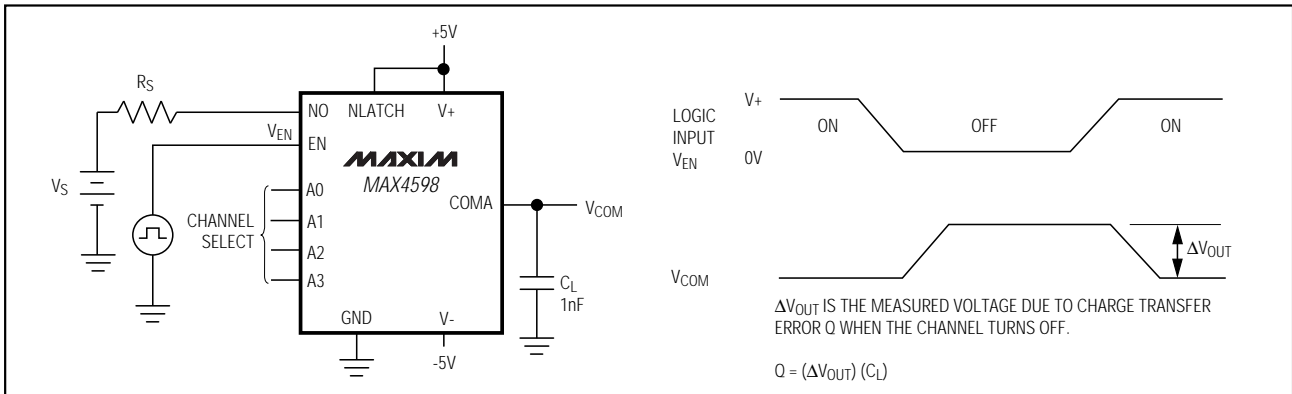 +5V
RS
NO NLATCH V+
VEN
EN
MAXIM
MAX4598
VS
A0
CHANNEL
SELECT
A1
A2
A3
COMA
VCOM
CL
1nF
GND V-
-5V
LOGIC
INPUT
VEN
V+
0V
ON OFF ON
VCOM
ΔVOUT
ΔVOUT IS THE MEASURED VOLTAGE DUE TO CHARGE TRANSFER
ERROR Q WHEN THE CHANNEL TURNS OFF.
Q = (ΔVOUT) (CL)